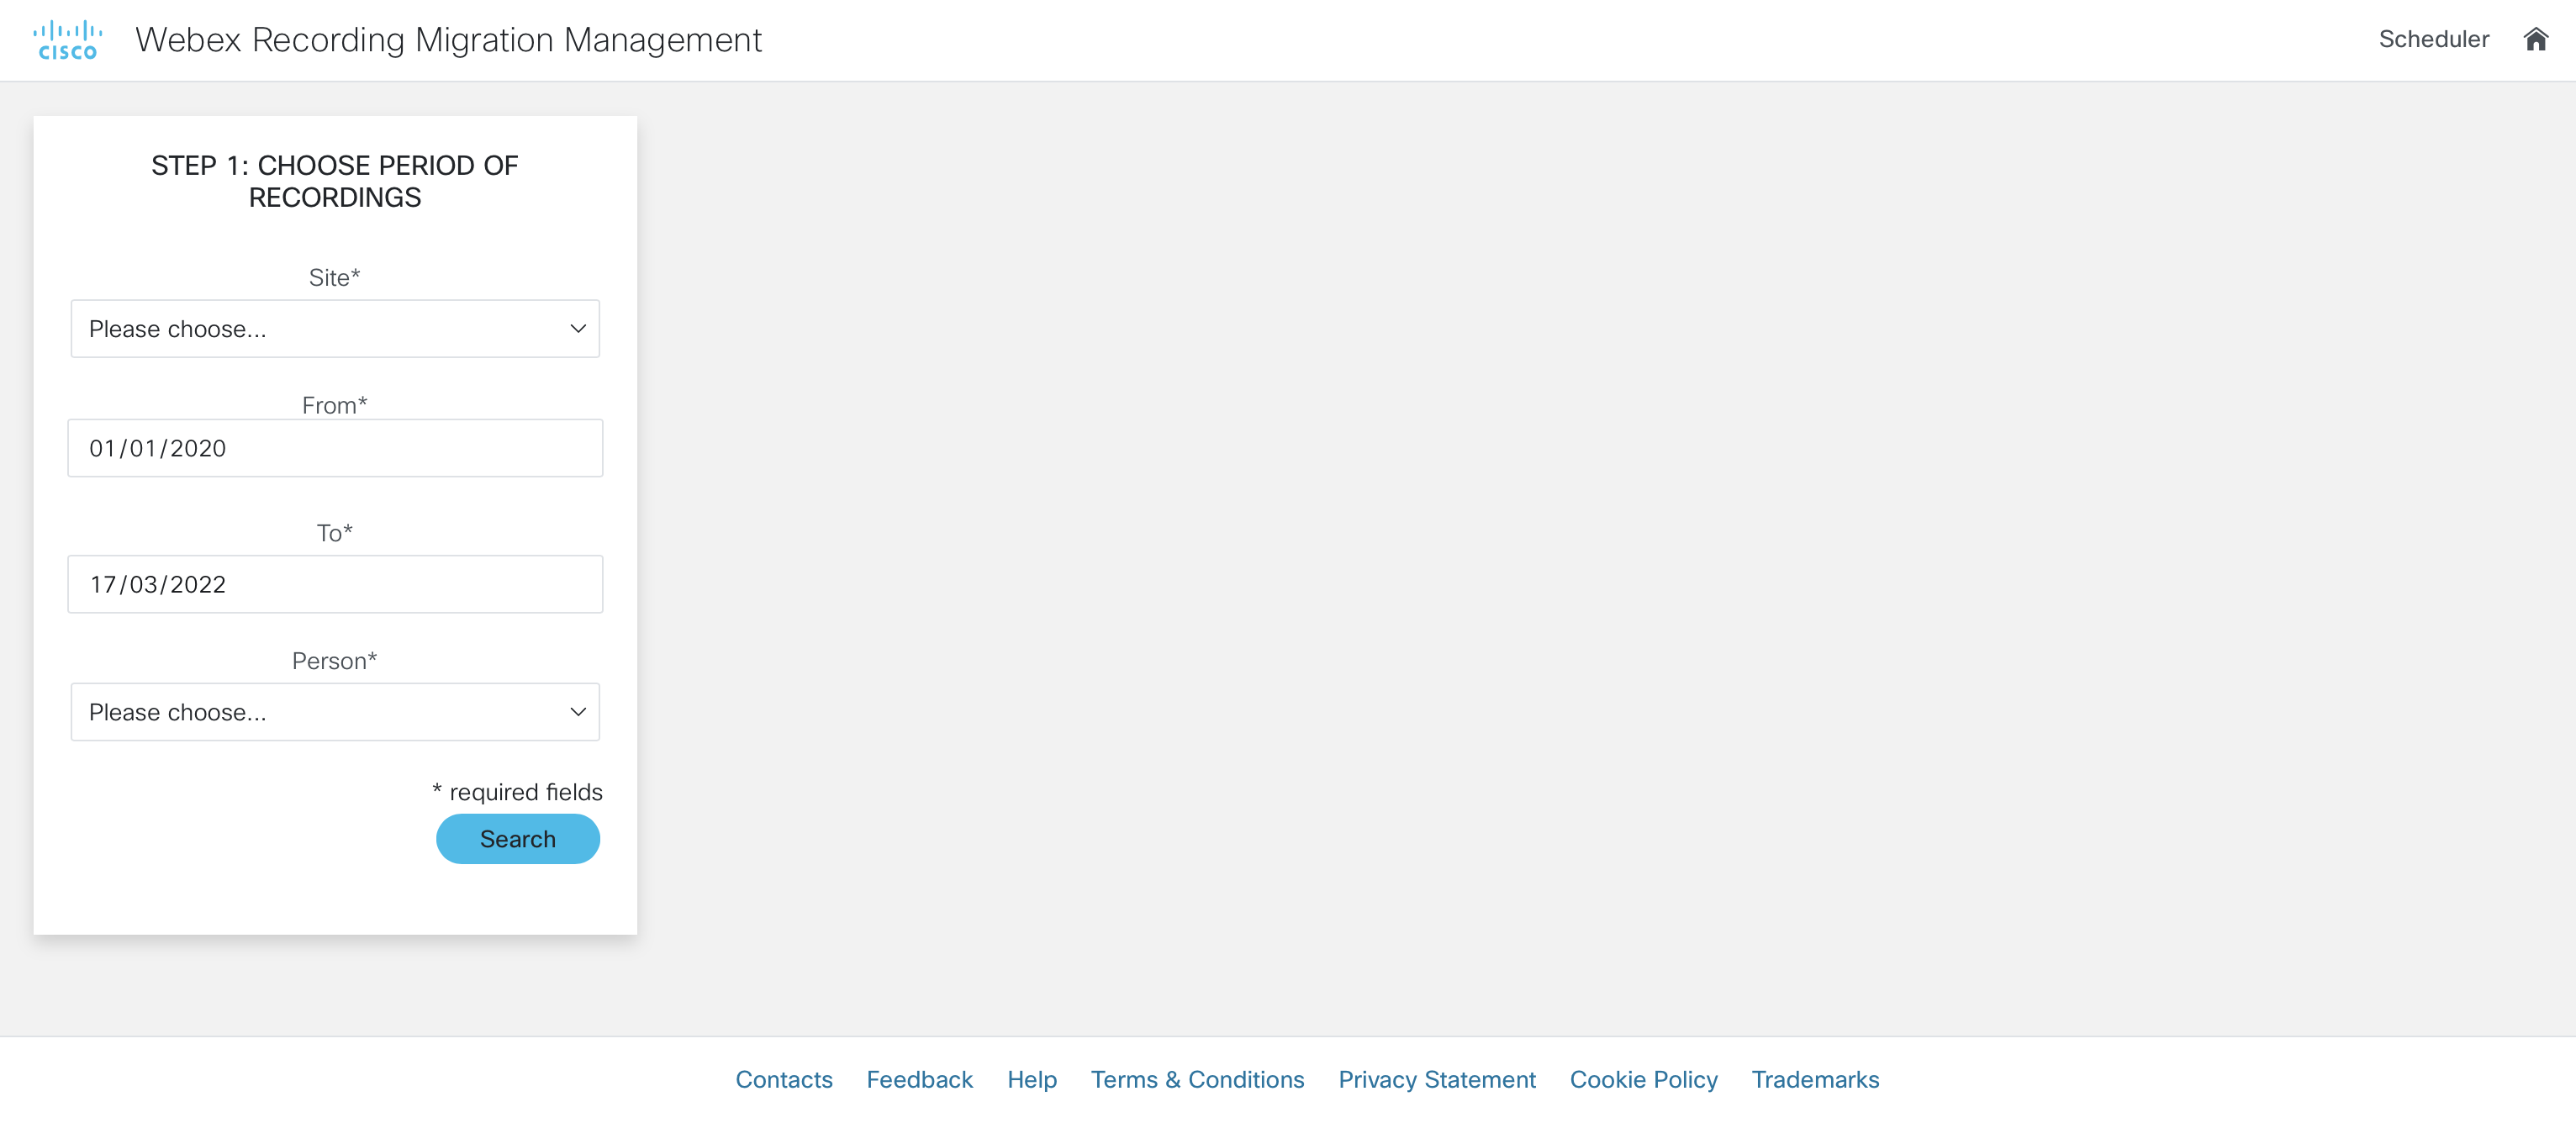 CISCO
Webex Recording Migration Management
Scheduler
STEP 1: CHOOSE PERIOD OF
RECORDINGS
Site*
Please choose...
From*
01/01/2020
To*
17/03/2022
Person*
Please choose...
* required fields
Search
Contacts Feedback Help Terms & Conditions Privacy Statement Cookie Policy Trademarks